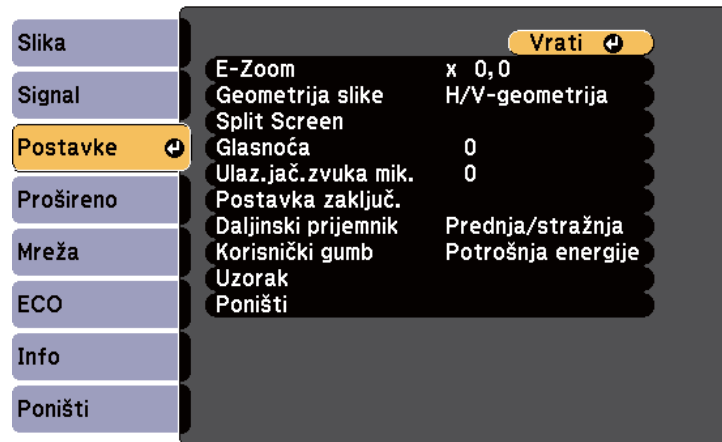 Slika
Signal
Postavke
Prošireno
Mreža
ECO
Info
Poništi
Vrati
E-Zoom x 0,0
Geometrija slike H/V-geometrija
Split Screen
Glasnoća 0
Ulaz.jač.zvuka mik. 0
Postavka zaključ.
Daljinski prijemnik Prednja/stražnja
Korisnički gumb Potrošnja energije
Uzorak
Poništi